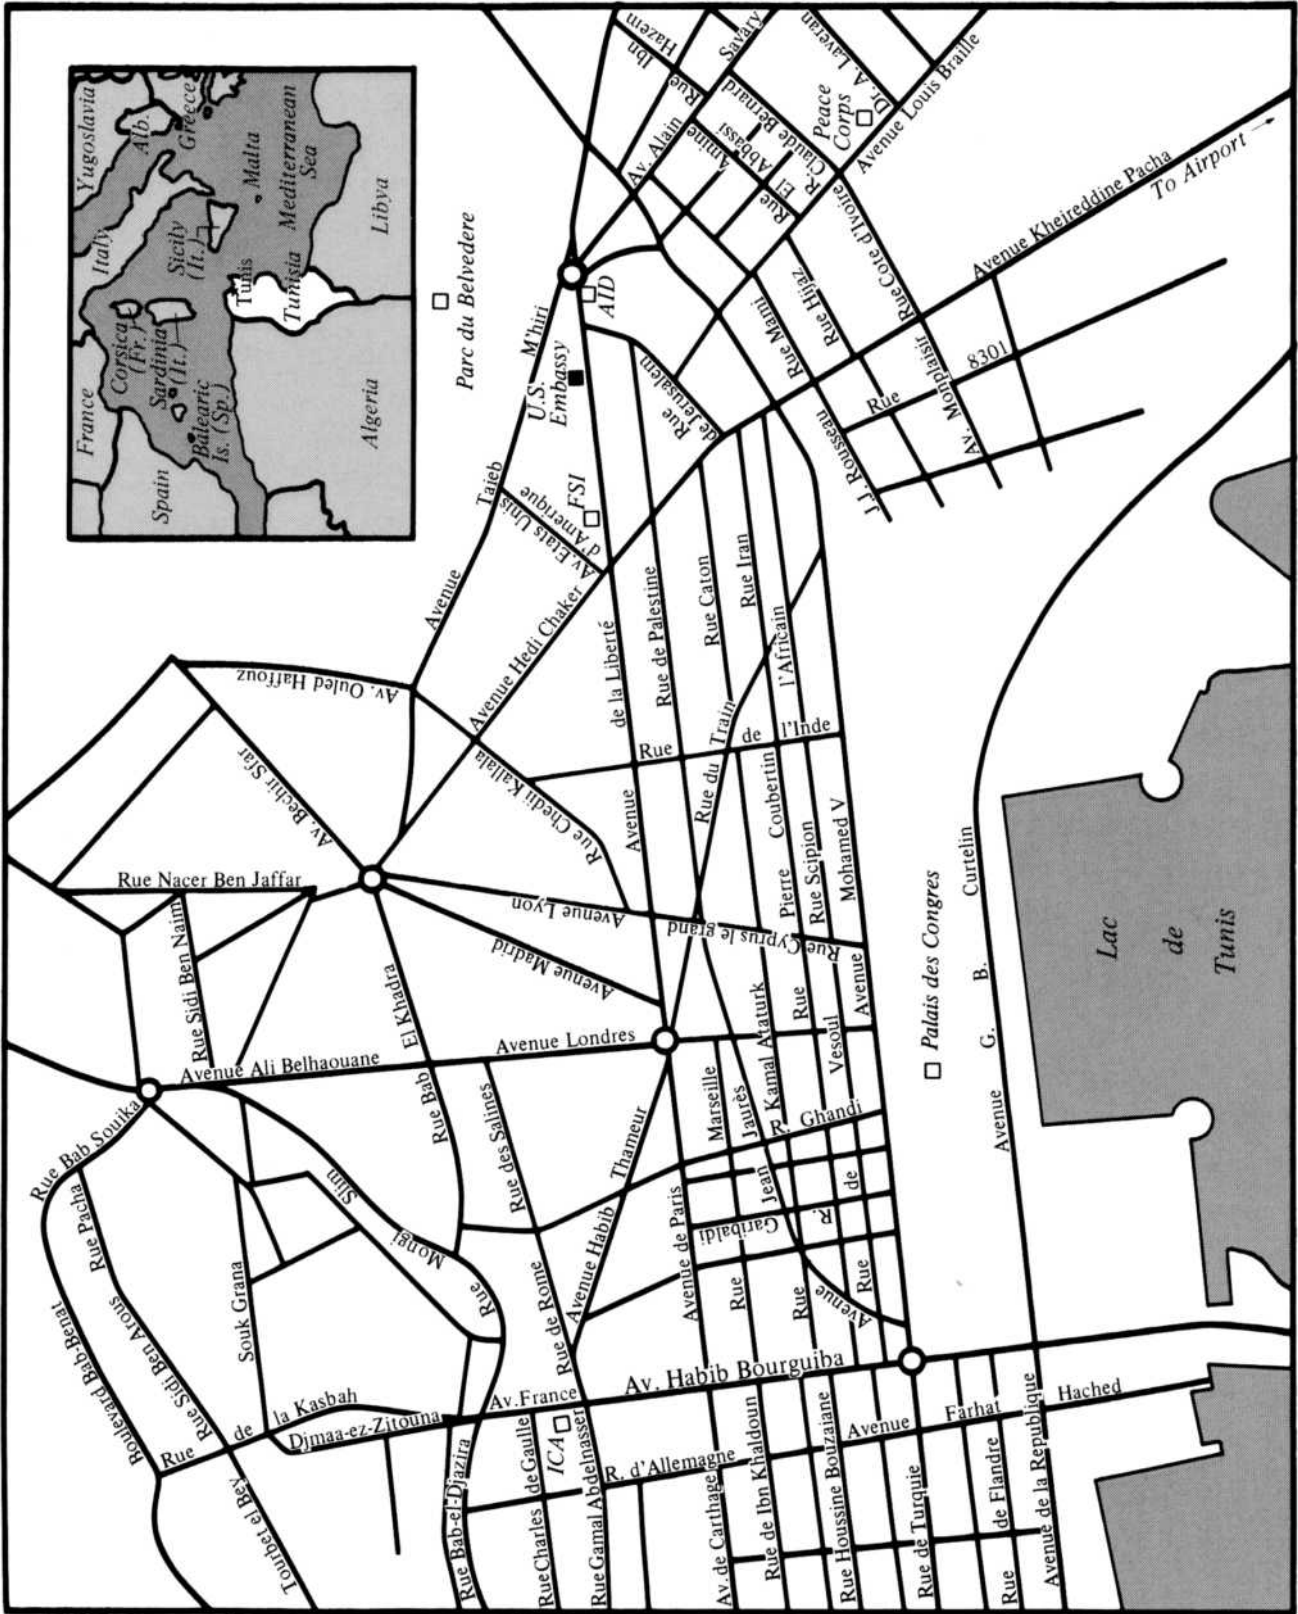 France
Spain
Corsica
(Fr.)
Sardinia
(It.)
Balearic
Is. (Sp.)
Italy
Yugoslavia
Alb.
Greece
Sicily
(It.)
Malta
Mediterranean
Sea
Tunis
Tunisia
Algeria
Libya
Parc du Belvedere
Avenue Taieb M'hiri
U.S.
Embassy
AID
FSI
Av. Etats Unis
d'Amerique
Avenue Hedi Chaker
Av. Ouled Haffouz
Av. Bechir Sfar
Rue Chedli Kallala
Rue Nacer Ben Jaffar
Rue Sidi Ben Naim
Avenue Lyon
Avenue Madrid
Rue Cyprus le grand
Rue Bab El Khadra
Avenue Ali Belhaouane
Avenue Londres
Rue Bab Souika
Boulevard Bab-Benat
Rue Pacha
Rue Sidi Ben Arous
Souk Grana
Rue Mongi Slim
Rue des Salines
Rue de Rome
Avenue Habib Thameur
Rue de la Kasbah
Djmaa-ez-Zitouna
Tourbet el Bey
Rue Bab-el-Djazira
Av. France
Rue Charles de Gaulle
ICA
Rue Gamal Abdelnasser
R. d'Allemagne
Av. Habib Bourguiba
Av. de Carthage
Rue de Ibn Khaldoun
Rue Houssine Bouzaiane
Rue de Turquie
Rue de Flandre
Avenue de la Republique
Avenue Farhat Hached
Avenue de Paris
Rue Marseille
Avenue Jean Jaurès
R. Garibaldi
R. Ghandi
Rue Kamal Ataturk
Rue de Vesoul
Avenue de la Liberté
Rue de Palestine
Rue Caton
Rue Iran
l'Africain
Rue du Train
Rue de l'Inde
Rue Pierre Coubertin
Rue Scipion
Avenue Mohamed V
Palais des Congres
Avenue G. B. Curtelin
Lac
de
Tunis
Rue
de Jerusalem
Rue Ibn Hazem
Av. Alain Savary
Rue Amine El Abbassi
R. Claude Bernard
Dr. A. Laveran
Peace
Corps
Avenue Louis Braille
Rue Cote d'Ivoire
Rue Hijaz
Rue Manni
J.J. Rousseau
Rue 8301
Av. Monplaisir
Avenue Kheireddine Pacha
To Airport